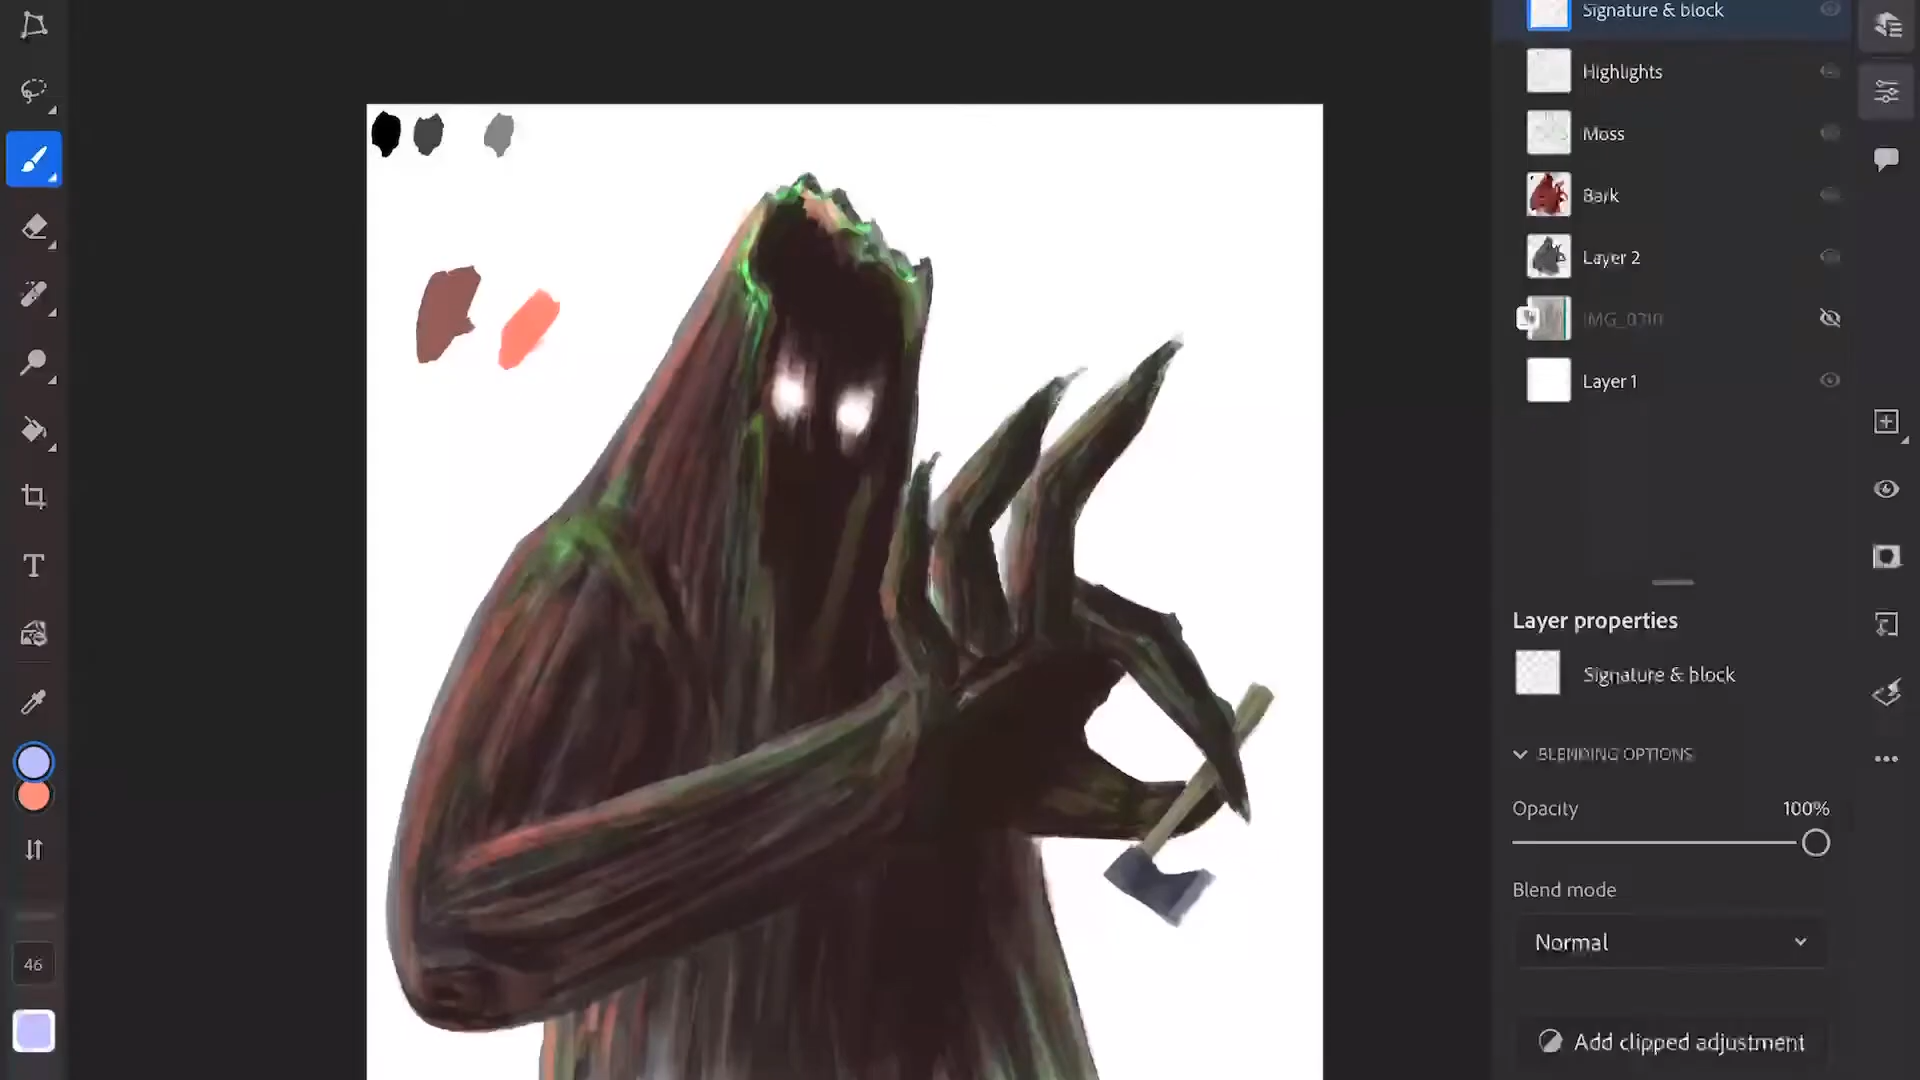 Signature & block
Highlights
Moss
Bark
Layer 2
IMG_0710
Layer 1
T
Layer properties
Signature & block
BLENDING OPTIONS
Opacity 100%
46
Blend mode
Normal
Add clipped adjustment